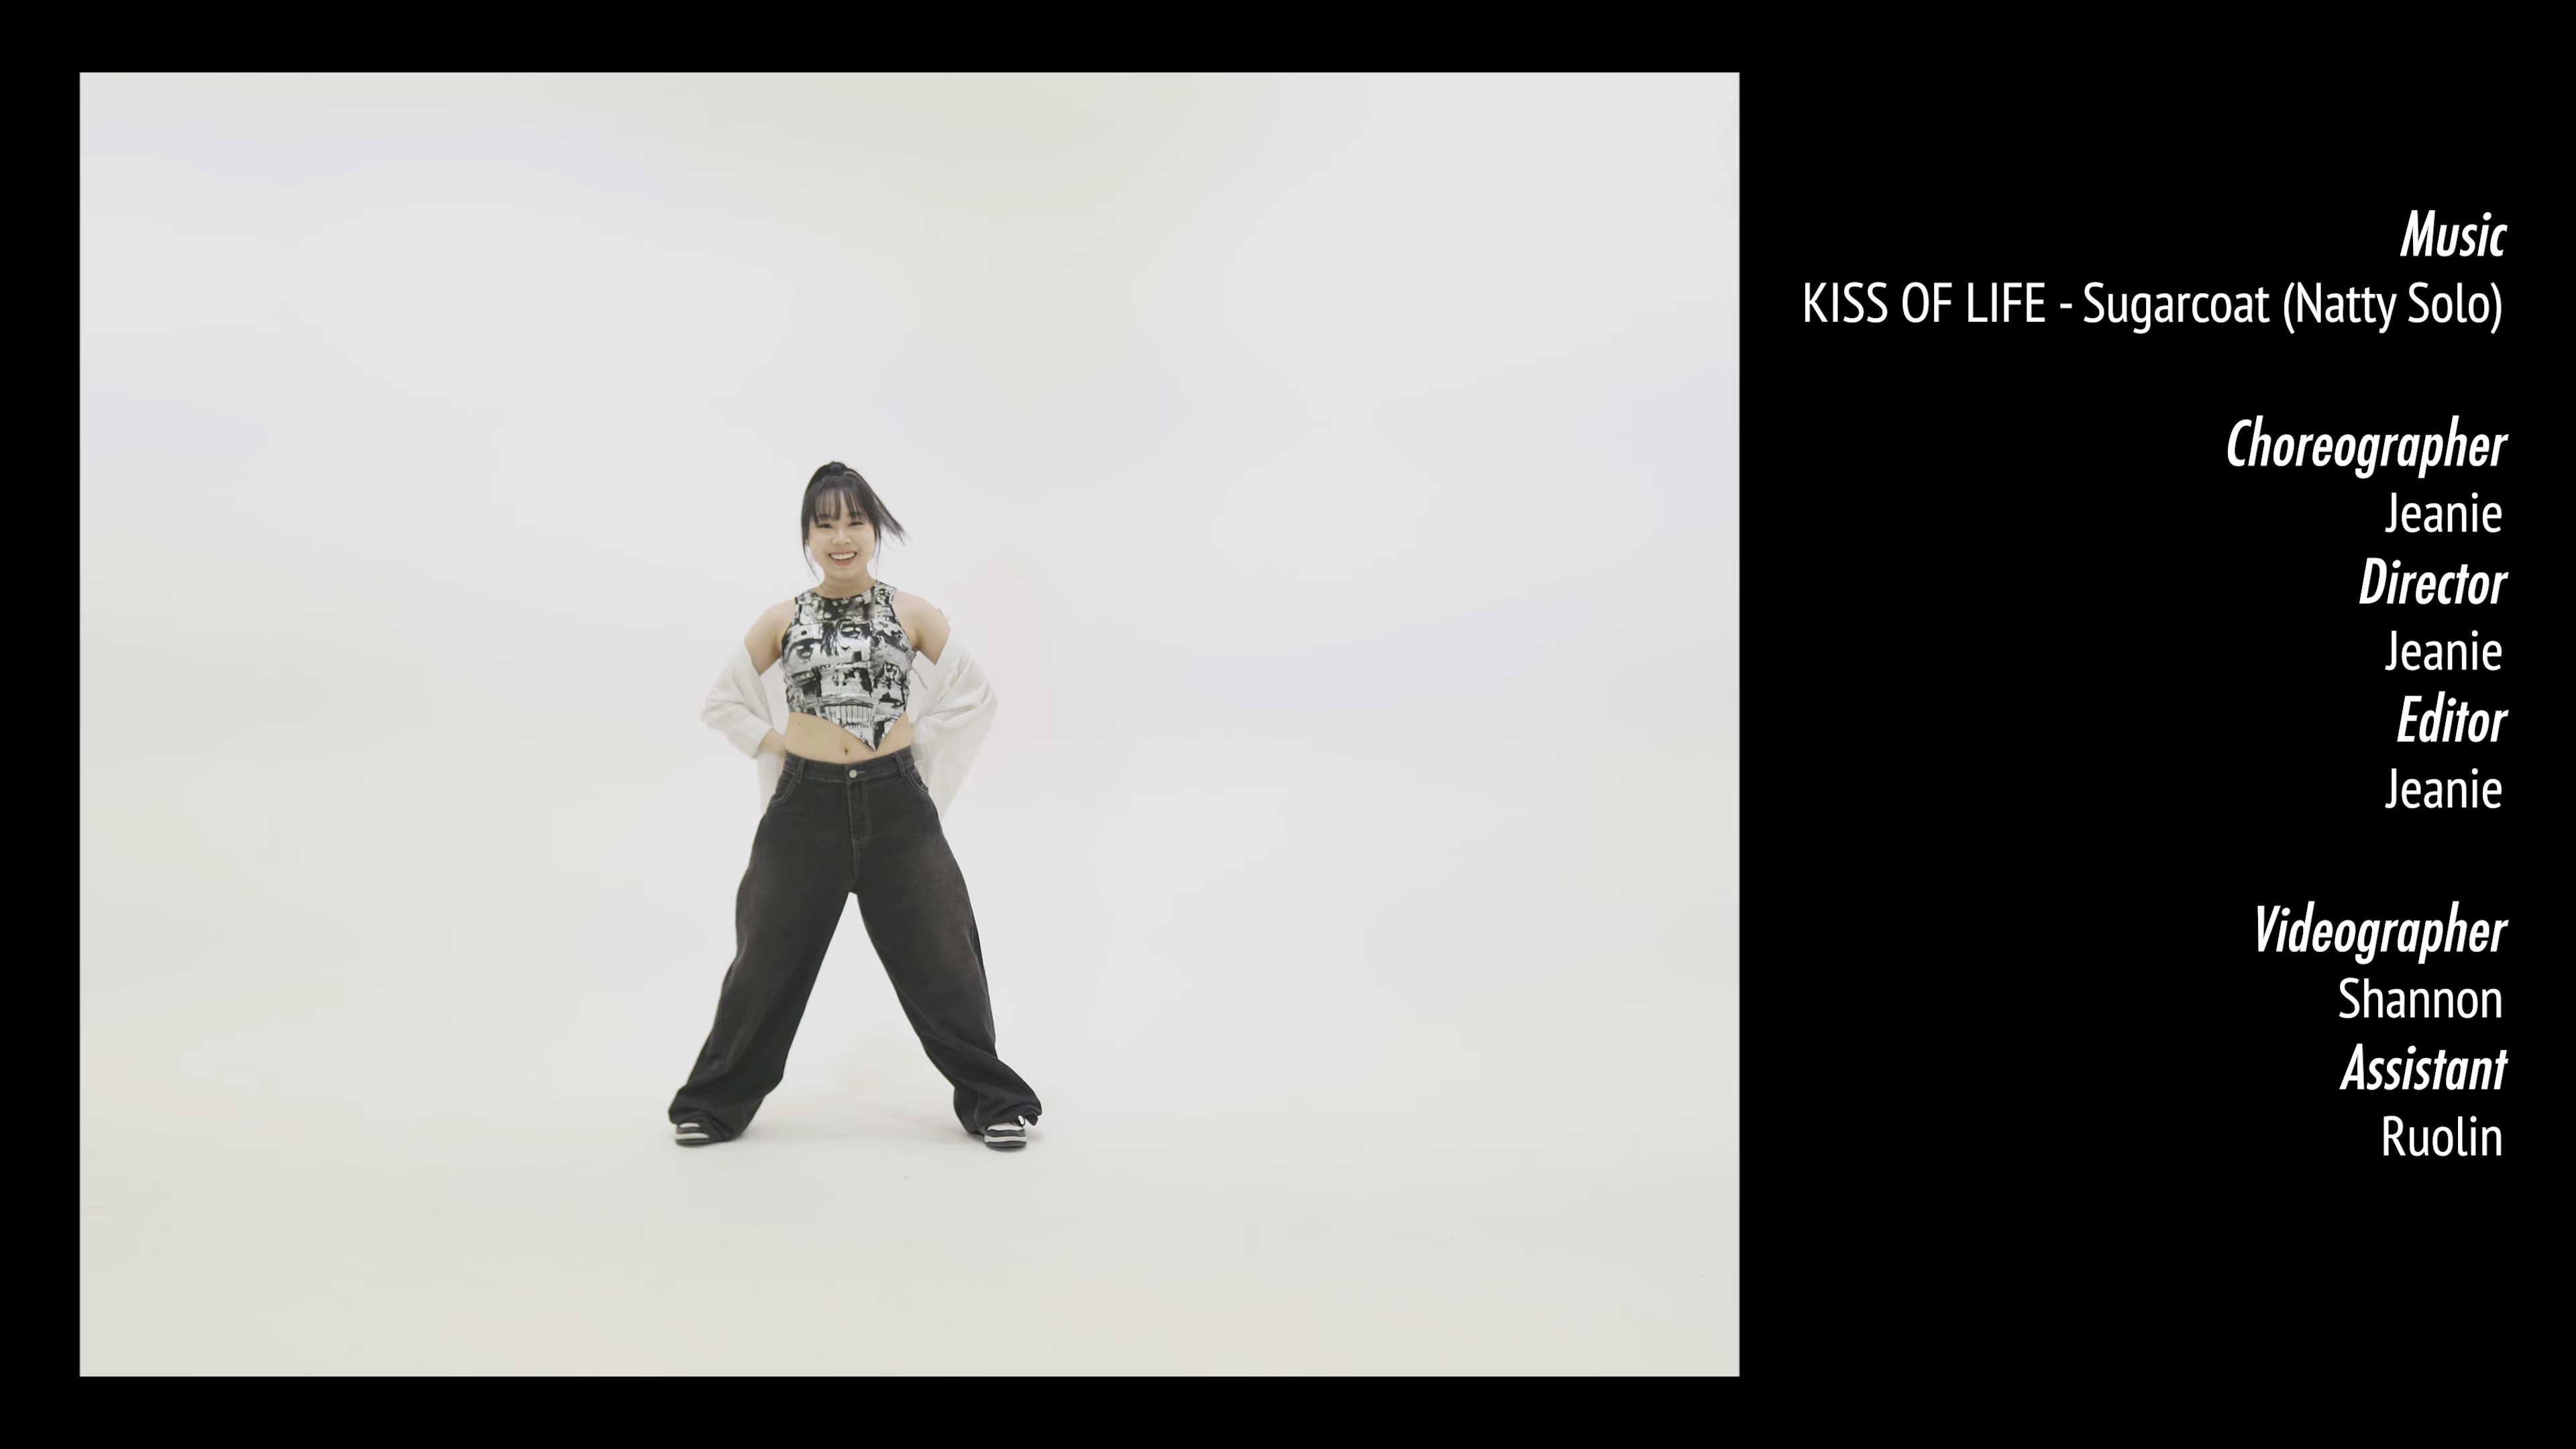 Music
KISS OF LIFE - Sugarcoat (Natty Solo)
Choreographer
Jeanie
Director
Jeanie
Editor
Jeanie
Videographer
Shannon
Assistant
Ruolin